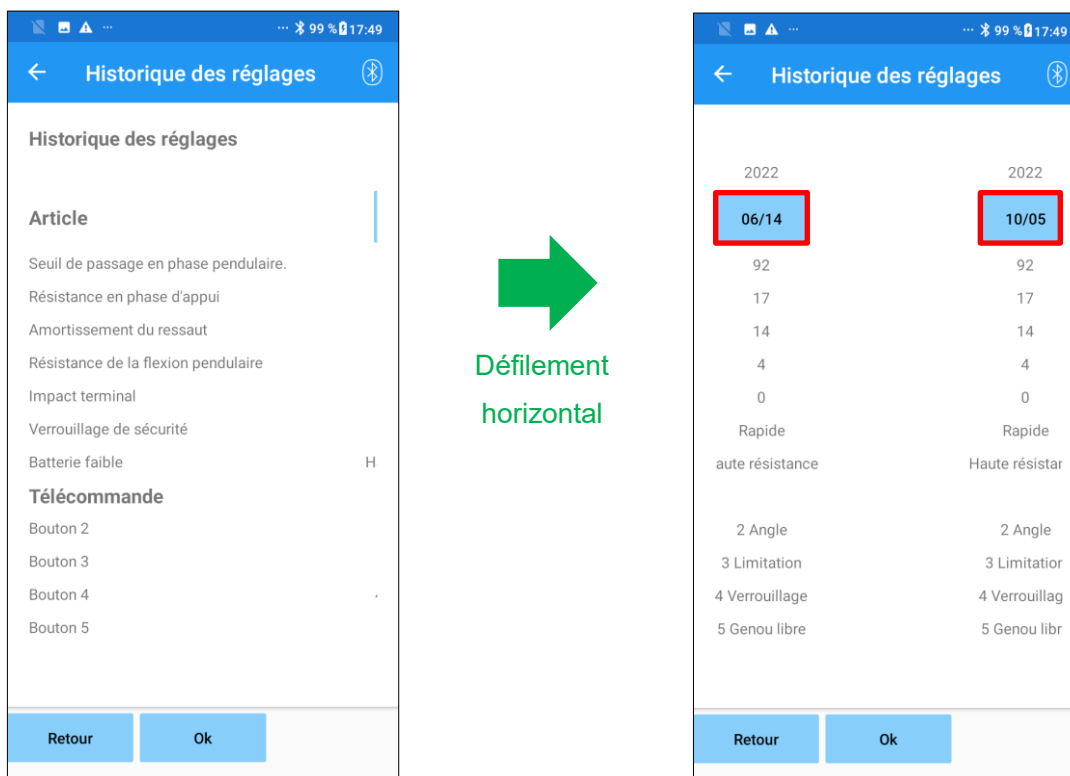 ... 99 % 17:49
Historique des réglages
Historique des réglages
Article
Seuil de passage en phase pendulaire.
Résistance en phase d'appui
Amortissement du ressaut
Résistance de la flexion pendulaire
Impact terminal
Verrouillage de sécurité
Batterie faible H
Télécommande
Bouton 2
Bouton 3
Bouton 4
Bouton 5
Retour Ok
Défilement
horizontal
... 99 % 17:49
Historique des réglages
2022 2022
06/14 10/05
92 92
17 17
14 14
4 4
0 0
Rapide Rapide
aute résistance Haute résistar
2 Angle 2 Angle
3 Limitation 3 Limitatior
4 Verrouillage 4 Verrouillag
5 Genou libre 5 Genou libr
Retour Ok